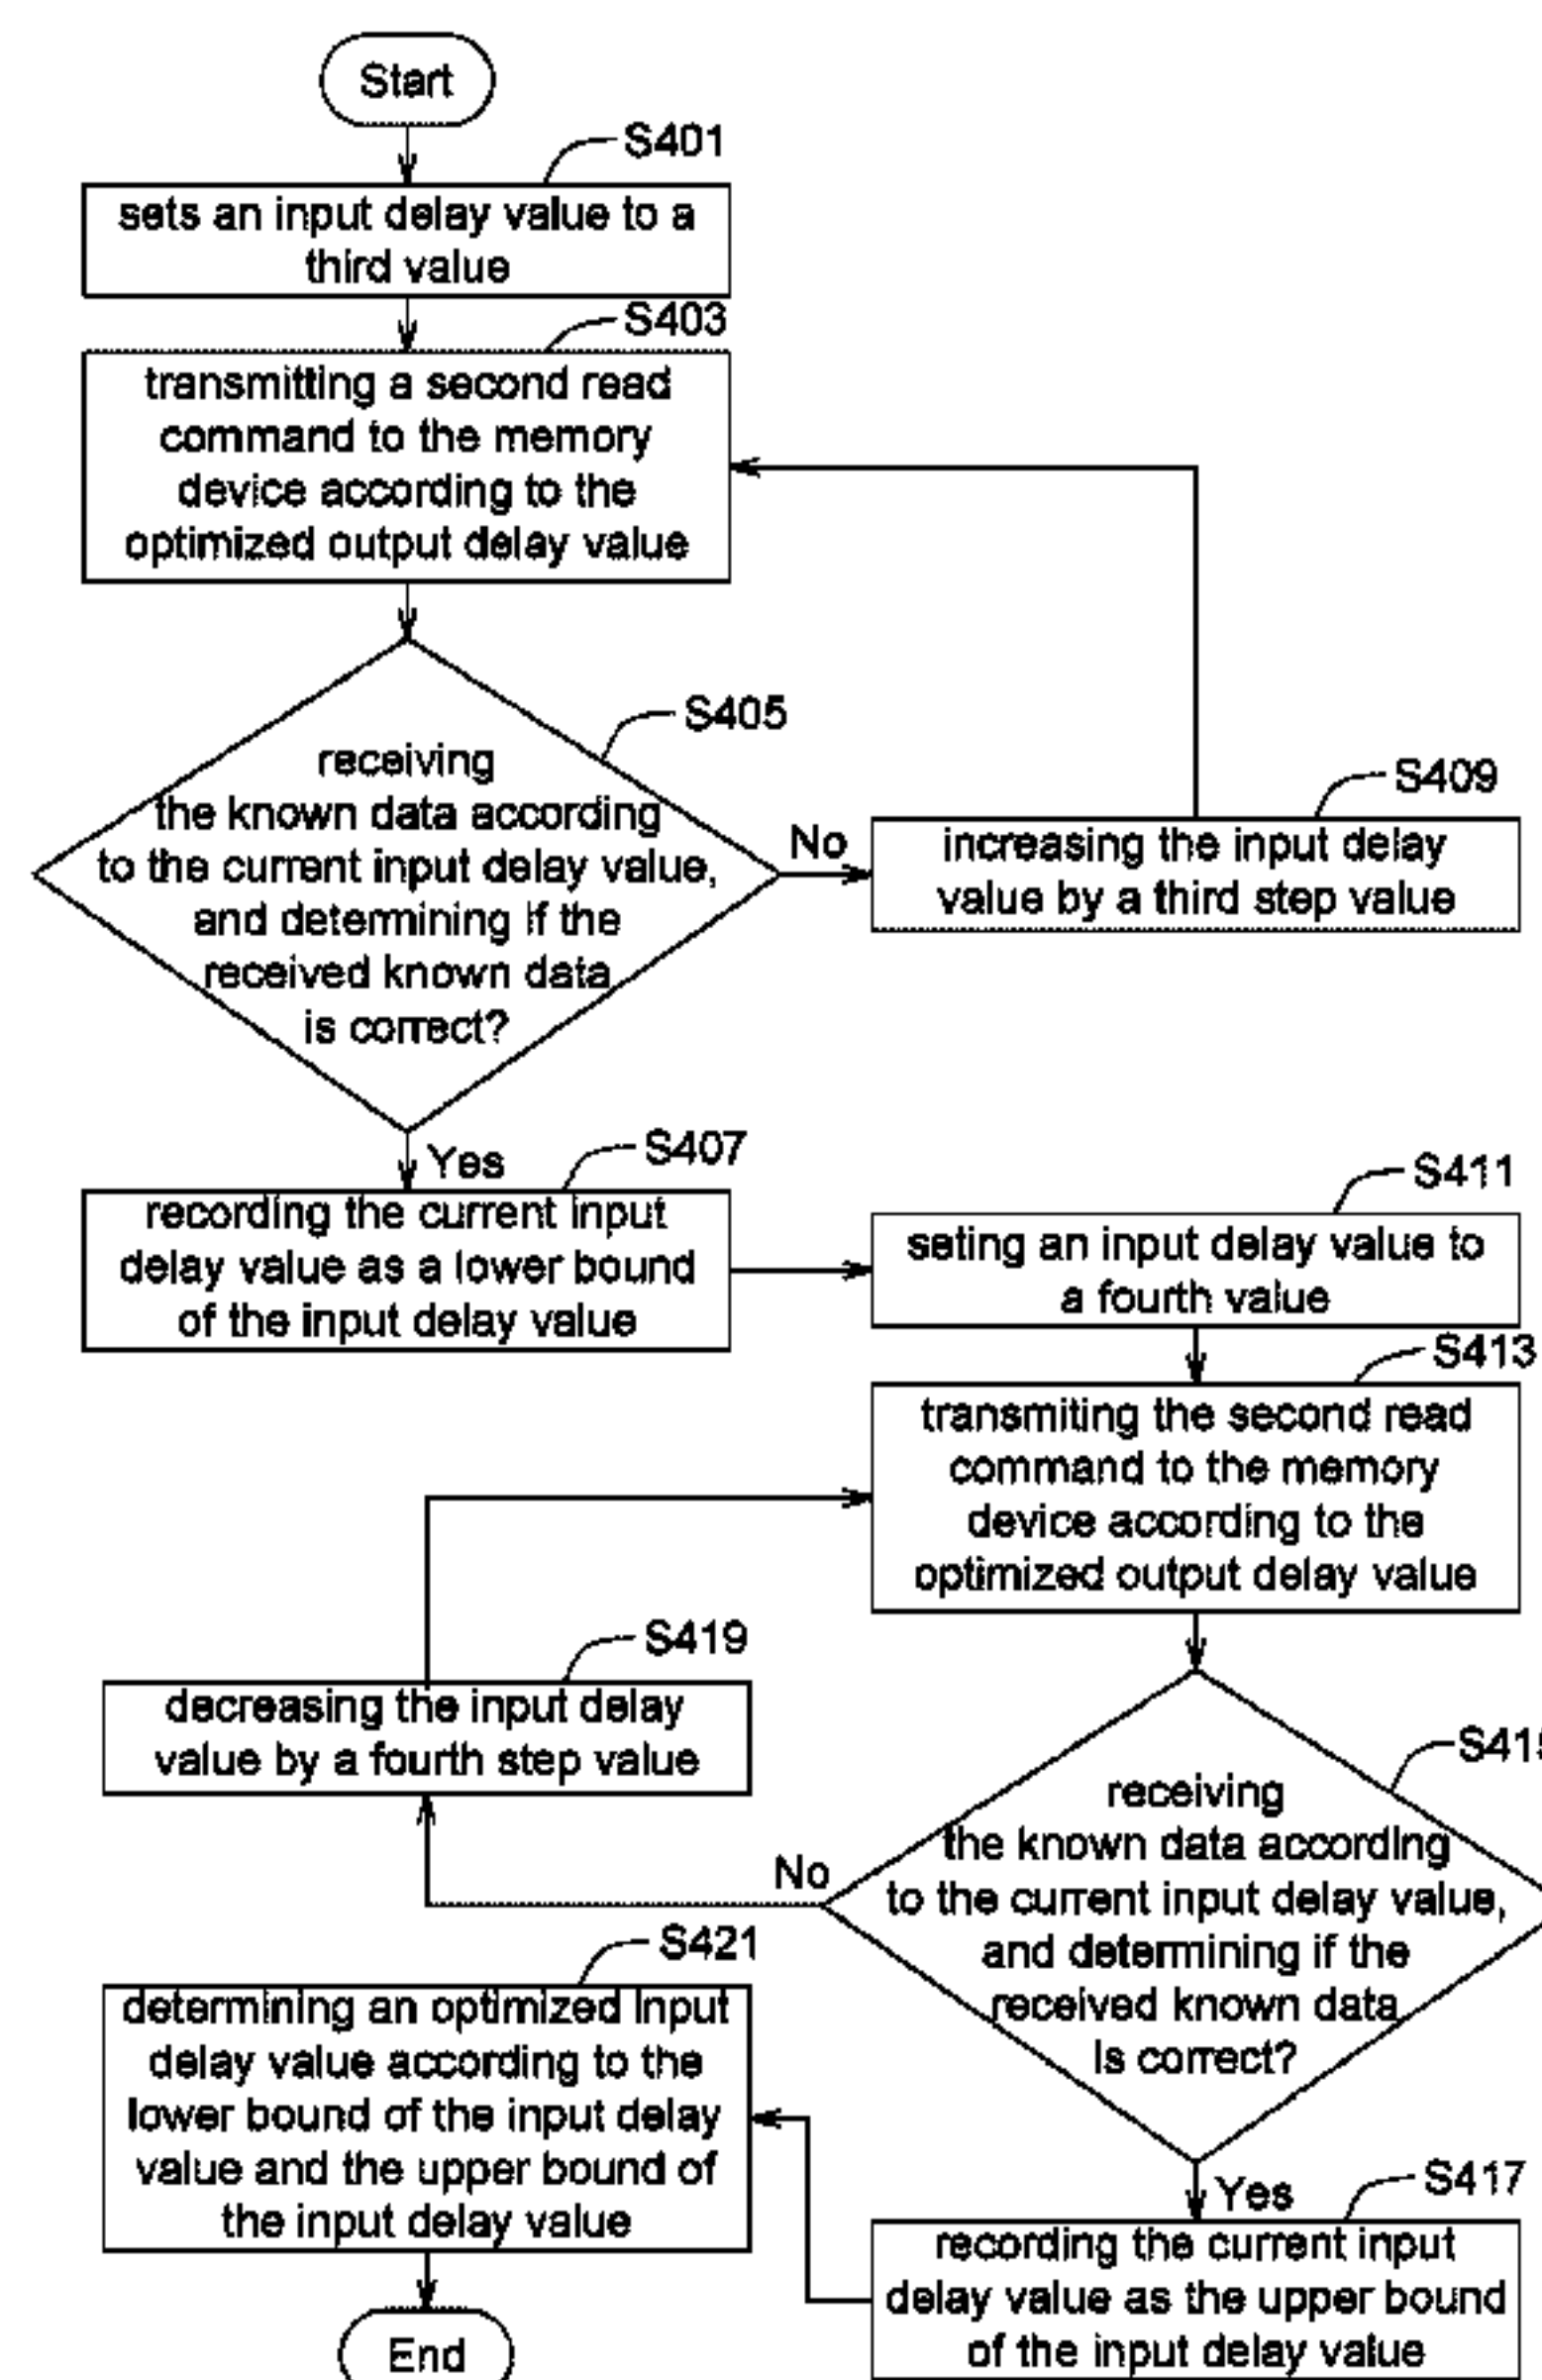 Start
S401
sets an input delay value to a
third value
S403
transmitting a second read
command to the memory
device according to the
optimized output delay value
S405
receiving
the known data according
to the current input delay value,
and determining if the
received known data
is correct?
No
S409
increasing the input delay
value by a third step value
Yes
S407
recording the current input
delay value as a lower bound
of the input delay value
S411
seting an input delay value to
a fourth value
S413
transmiting the second read
command to the memory
device according to the
optimized output delay value
S419
decreasing the input delay
value by a fourth step value
S415
receiving
the known data according
to the current input delay value,
and determining if the
received known data
is correct?
No
Yes
S417
recording the current input
delay value as the upper bound
of the input delay value
S421
determining an optimized input
delay value according to the
lower bound of the input delay
value and the upper bound of
the input delay value
End